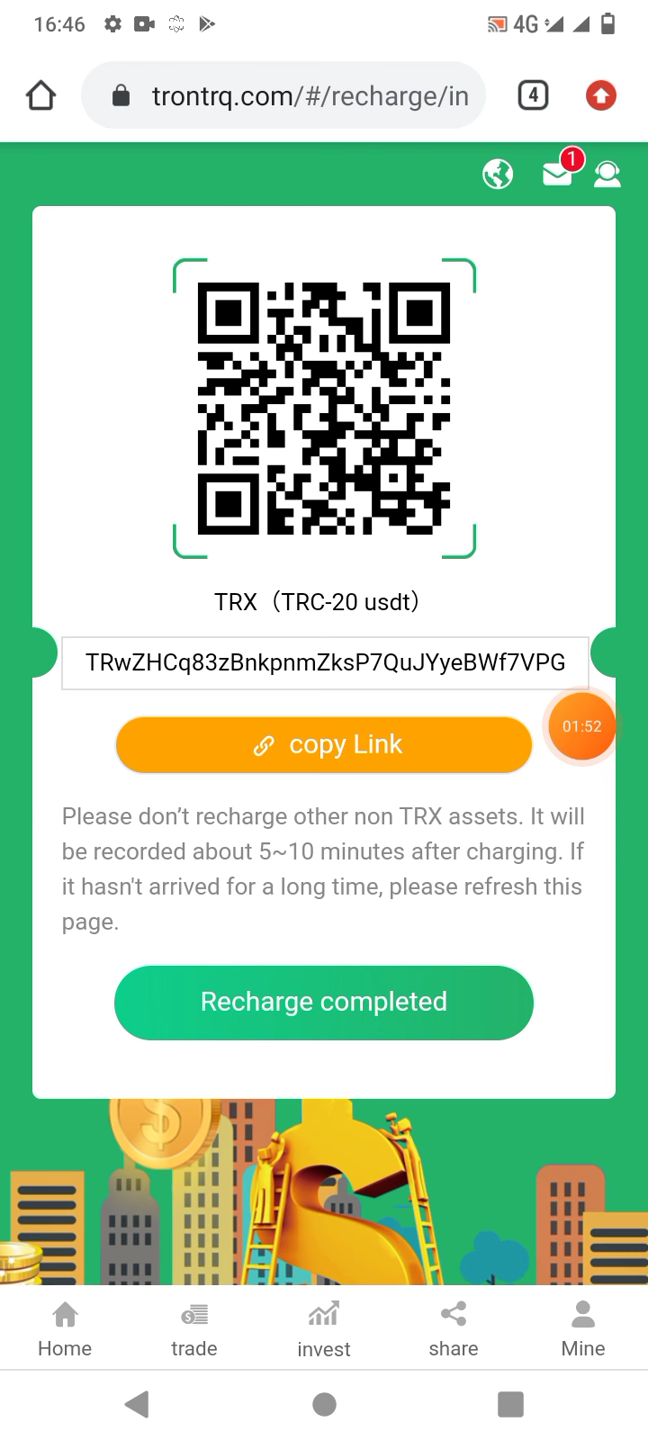 16:46
4G
trontrq.com/#/recharge/in
4
1
TRX（TRC-20 usdt）
TRwZHCq83zBnkpnmZksP7QuJYyeBWf7VPG
copy Link
01:52
Please don’t recharge other non TRX assets. It will
be recorded about 5~10 minutes after charging. If
it hasn't arrived for a long time, please refresh this
page.
Recharge completed
Home
trade
invest
share
Mine